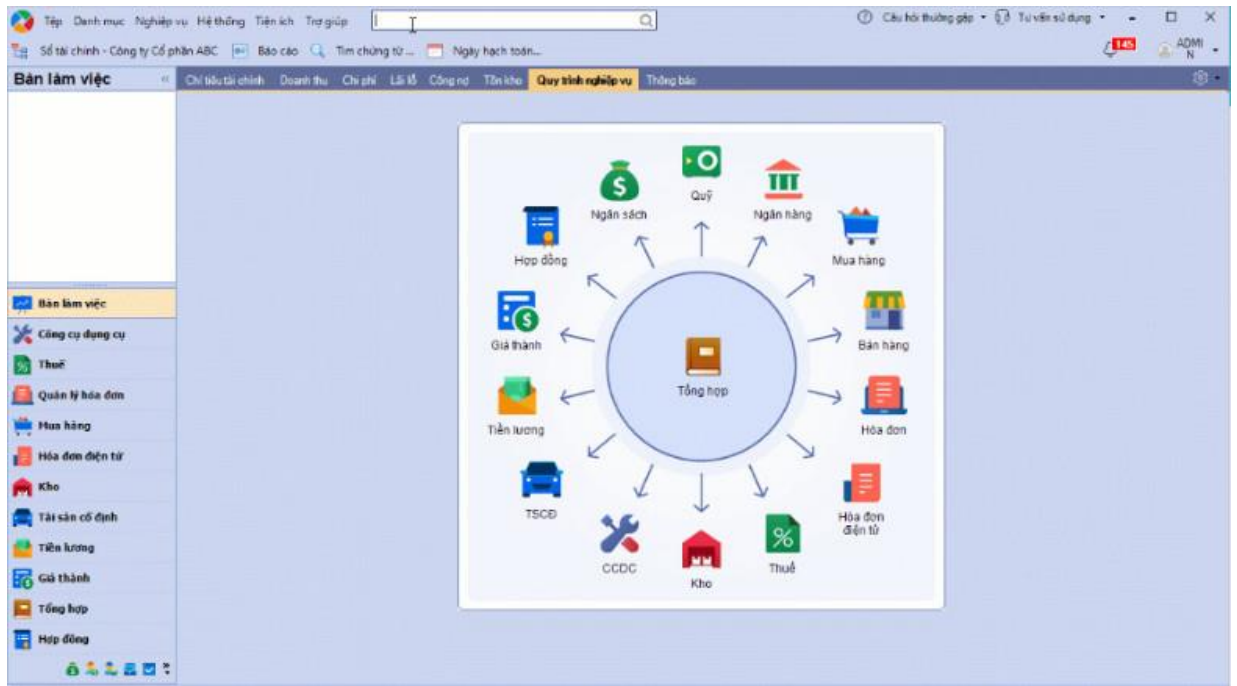 Tệp Danh mục Nghiệp vụ Hệ thống Tiện ích Trợ giúp
Câu hỏi thường gặp Tư vấn sử dụng
Sổ tài chính - Công ty Cổ phần ABC Báo cáo Tìm chứng từ ... Ngày hạch toán...
145
ADMI
N
Bàn làm việc
Chỉ tiêu tài chính Doanh thu Chi phí Lãi lỗ Công nợ Tồn kho Quy trình nghiệp vụ Thông báo
Quỹ
Ngân sách
Ngân hàng
Hợp đồng
Mua hàng
Giá thành
Bán hàng
Tổng hợp
Tiền lương
Hóa đơn
TSCĐ
Hóa đơn
điện tử
CCDC
Thuế
Kho
Bàn làm việc
Công cụ dụng cụ
Thuế
Quản lý hóa đơn
Mua hàng
Hóa đơn điện tử
Kho
Tài sản cố định
Tiền lương
Giá thành
Tổng hợp
Hợp đồng